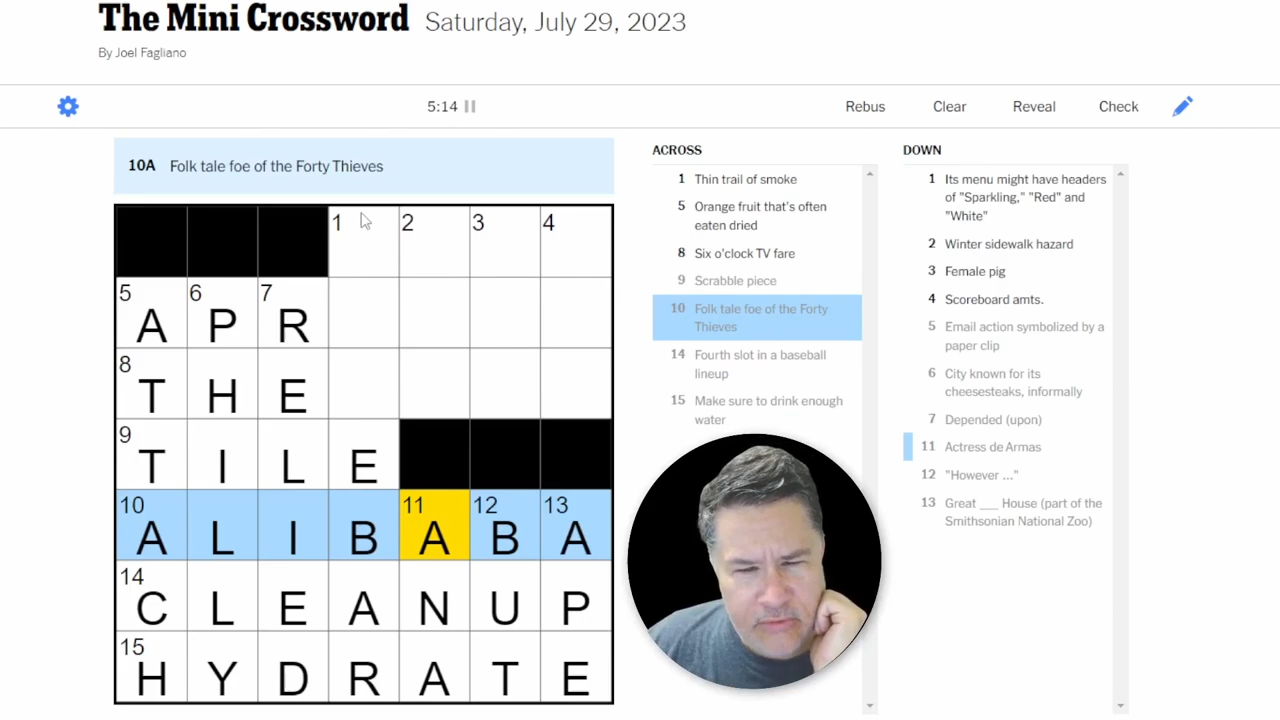 The Mini Crossword Saturday, July 29, 2023
By Joel Fagliano
5:14 Rebus Clear Reveal Check
10A Folk tale foe of the Forty Thieves
1 2 3 4
5 6 7
A P R
8
T H E
9
T I L E
10 11 12 13
A L I B A B A
14
C L E A N U P
15
H Y D R A T E
ACROSS
1 Thin trail of smoke
5 Orange fruit that's often
eaten dried
8 Six o'clock TV fare
9 Scrabble piece
10 Folk tale foe of the Forty
Thieves
14 Fourth slot in a baseball
lineup
15 Make sure to drink enough
water
DOWN
1 Its menu might have headers
of "Sparkling," "Red" and
"White"
2 Winter sidewalk hazard
3 Female pig
4 Scoreboard amts.
5 Email action symbolized by a
paper clip
6 City known for its
cheesesteaks, informally
7 Depended (upon)
11 Actress de Armas
12 "However ..."
13 Great ___ House (part of the
Smithsonian National Zoo)